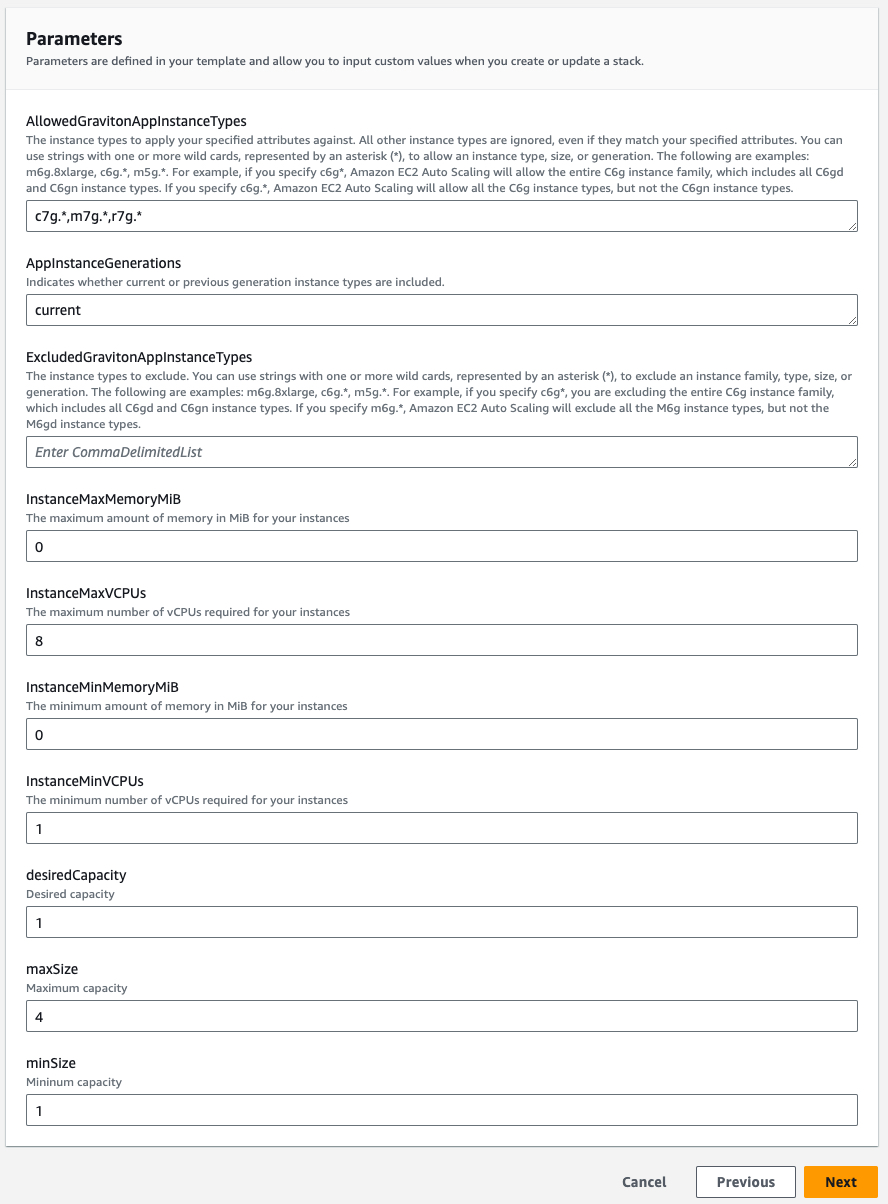 Parameters
Parameters are defined in your template and allow you to input custom values when you create or update a stack.
AllowedGravitonAppInstanceTypes
The instance types to apply your specified attributes against. All other instance types are ignored, even if they match your specified attributes. You can
use strings with one or more wild cards, represented by an asterisk (*), to allow an instance type, size, or generation. The following are examples:
m6g.8xlarge, c6g.*, m5g.*. For example, if you specify c6g*, Amazon EC2 Auto Scaling will allow the entire C6g instance family, which includes all C6gd
and C6gn instance types. If you specify c6g.*, Amazon EC2 Auto Scaling will allow all the C6g instance types, but not the C6gn instance types.
c7g.*,m7g.*,r7g.*
AppInstanceGenerations
Indicates whether current or previous generation instance types are included.
current
ExcludedGravitonAppInstanceTypes
The instance types to exclude. You can use strings with one or more wild cards, represented by an asterisk (*), to exclude an instance family, type, size, or
generation. The following are examples: m6g.8xlarge, c6g.*, m5g.*. For example, if you specify c6g*, you are excluding the entire C6g instance family,
which includes all C6gd and C6gn instance types. If you specify m6g.*, Amazon EC2 Auto Scaling will exclude all the M6g instance types, but not the
M6gd instance types.
Enter CommaDelimitedList
InstanceMaxMemoryMiB
The maximum amount of memory in MiB for your instances
0
InstanceMaxVCPUs
The maximum number of vCPUs required for your instances
8
InstanceMinMemoryMiB
The minimum amount of memory in MiB for your instances
0
InstanceMinVCPUs
The minimum number of vCPUs required for your instances
1
desiredCapacity
Desired capacity
1
maxSize
Maximum capacity
4
minSize
Mininum capacity
1
Cancel Previous Next